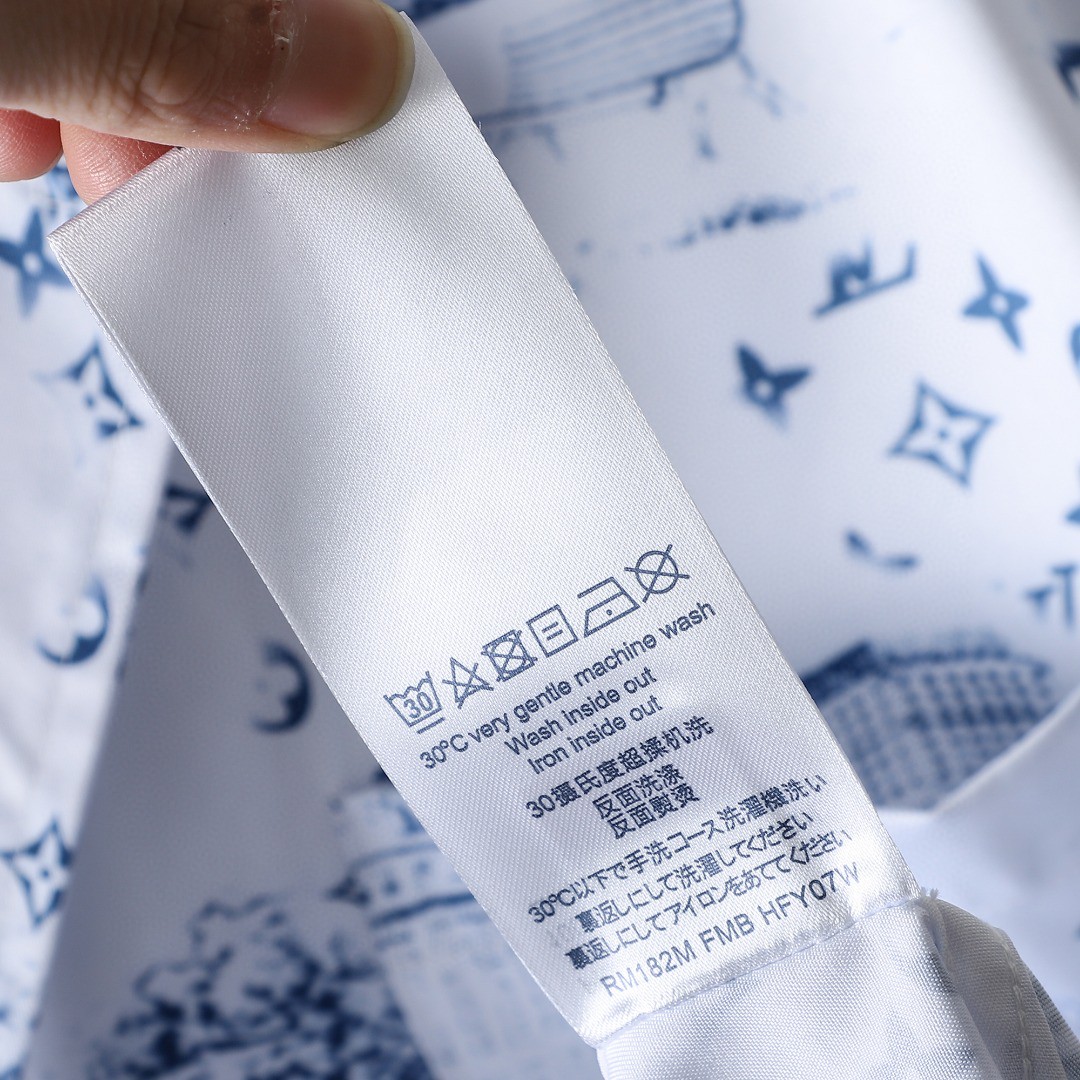 30
30°C very gentle machine wash
Wash inside out
Iron inside out
30攝氏度超揉机洗
反面洗涤
反面熨烫
30°C以下で手洗コース洗濯機洗い
裏返しにして洗濯してください
裏返しにしてアイロンをあててください
RM182M FMB HFY07W